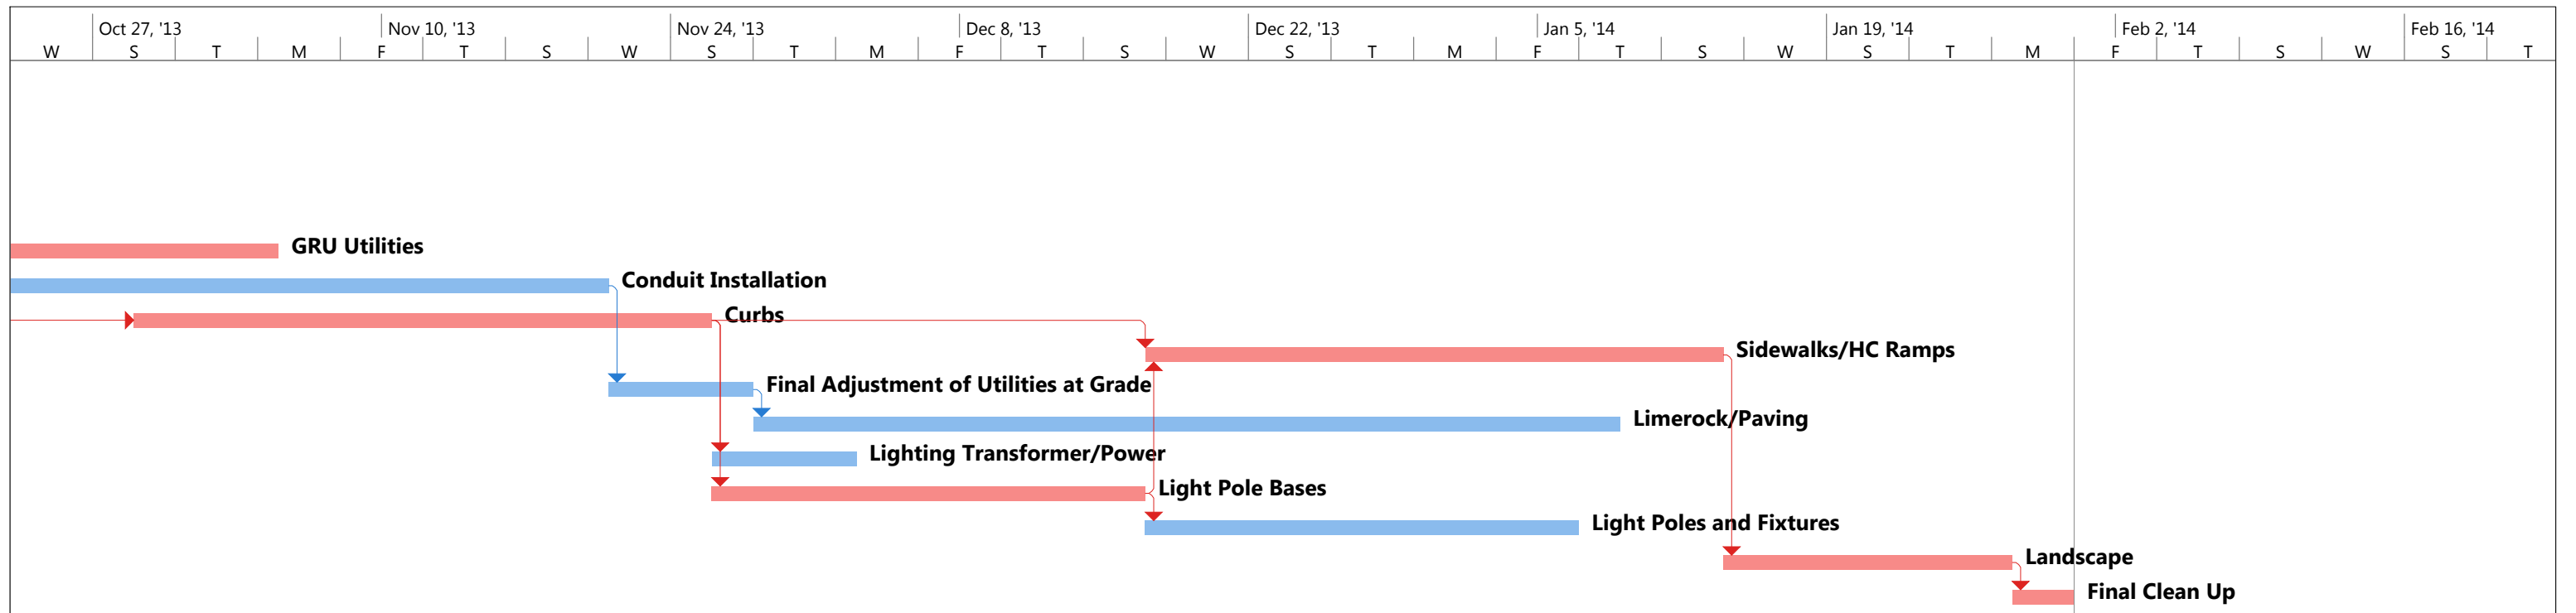 Oct 27, '13 Nov 10, '13 Nov 24, '13 Dec 8, '13 Dec 22, '13 Jan 5, '14 Jan 19, '14 Feb 2, '14 Feb 16, '14
W S T M F T S W S T M F T S W S T M F T S W S T M F T S W S T
GRU Utilities
Conduit Installation
Curbs
Sidewalks/HC Ramps
Final Adjustment of Utilities at Grade
Limerock/Paving
Lighting Transformer/Power
Light Pole Bases
Light Poles and Fixtures
Landscape
Final Clean Up